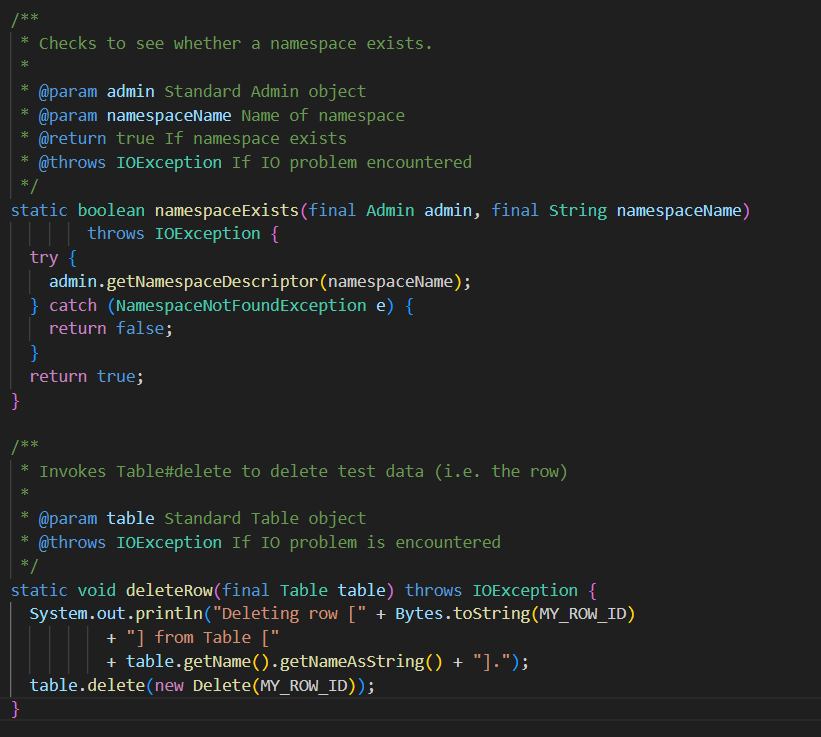 /**
 * Checks to see whether a namespace exists.
 *
 * @param admin Standard Admin object
 * @param namespaceName Name of namespace
 * @return true If namespace exists
 * @throws IOException If IO problem encountered
 */
static boolean namespaceExists(final Admin admin, final String namespaceName)
        throws IOException {
  try {
    admin.getNamespaceDescriptor(namespaceName);
  } catch (NamespaceNotFoundException e) {
    return false;
  }
  return true;
}

/**
 * Invokes Table#delete to delete test data (i.e. the row)
 *
 * @param table Standard Table object
 * @throws IOException If IO problem is encountered
 */
static void deleteRow(final Table table) throws IOException {
  System.out.println("Deleting row [" + Bytes.toString(MY_ROW_ID)
          + "] from Table ["
          + table.getName().getNameAsString() + "].");
  table.delete(new Delete(MY_ROW_ID));
}